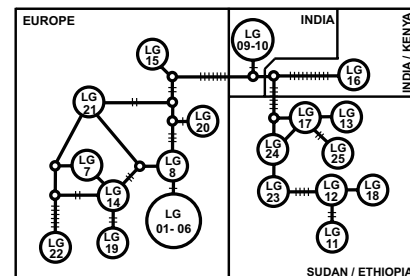 EUROPE
INDIA
INDIA / KENYA
LG
15
LG
09-10
LG
16
LG
21
LG
20
LG
17
LG
13
LG
25
LG
24
LG
7
LG
8
LG
14
LG
23
LG
12
LG
18
LG
01- 06
LG
22
LG
19
LG
11
SUDAN / ETHIOPIA